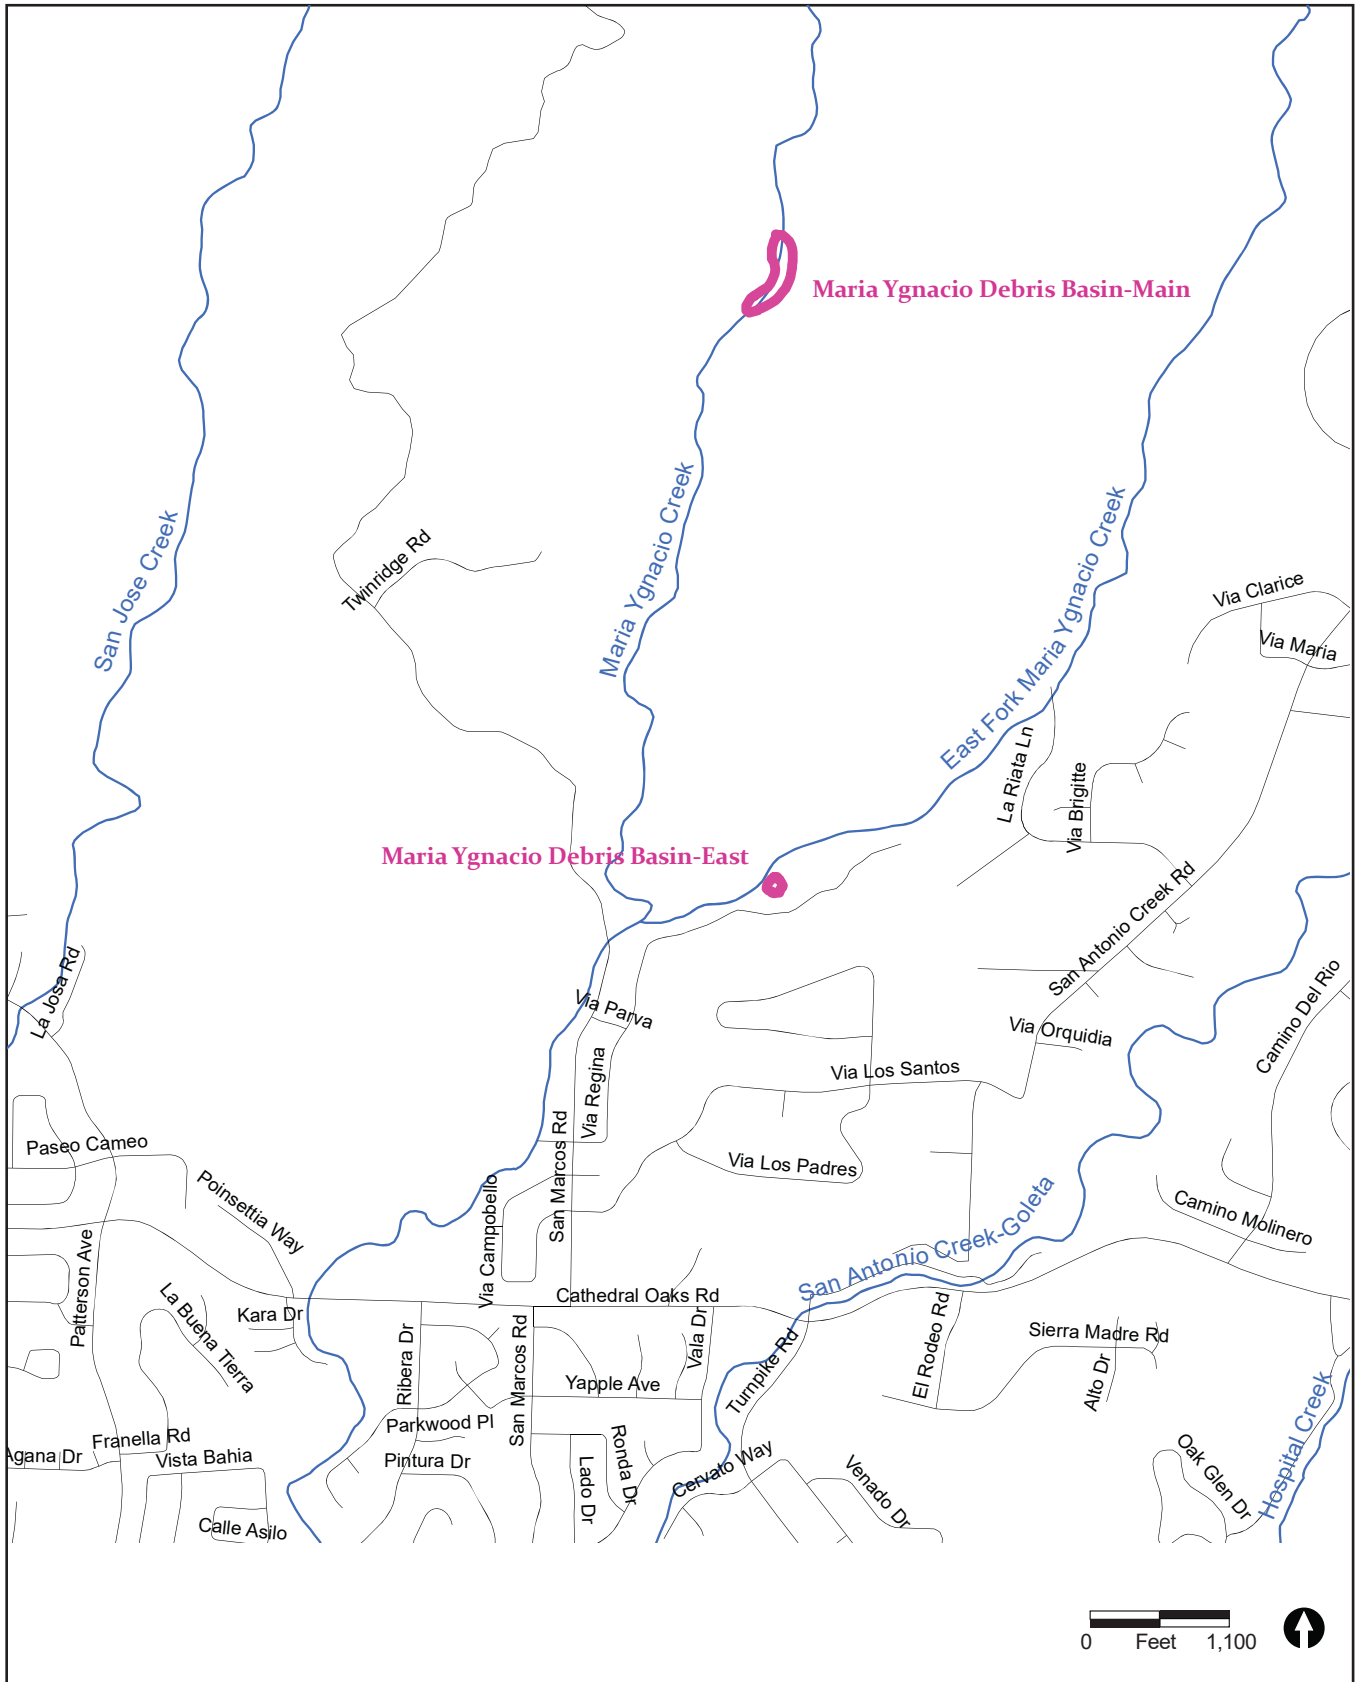 Maria Ygnacio Debris Basin-Main
San Jose Creek
Maria Ygnacio Creek
East Fork Maria Ygnacio Creek
Twinridge Rd
Via Clarice
Via Maria
La Riata Ln
Via Brigitte
Maria Ygnacio Debris Basin-East
San Antonio Creek Rd
La Josa Rd
Via Parva
Via Orquidia
Camino Del Rio
Via Regina
Via Los Santos
Paseo Cameo
San Marcos Rd
Via Los Padres
Poinsettia Way
Via Campobello
San Antonio Creek-Goleta
Camino Molinero
Patterson Ave
La Buena Tierra
Kara Dr
Cathedral Oaks Rd
Ribera Dr
San Marcos Rd
Vala Dr
Turnpike Rd
El Rodeo Rd
Sierra Madre Rd
Alto Dr
Yapple Ave
Parkwood Pl
Hospital Creek
Agana Dr
Franella Rd
Vista Bahia
Pintura Dr
Lado Dr
Ronda Dr
Cervato Way
Venado Dr
Oak Glen Dr
Calle Asilo
0 Feet 1,100